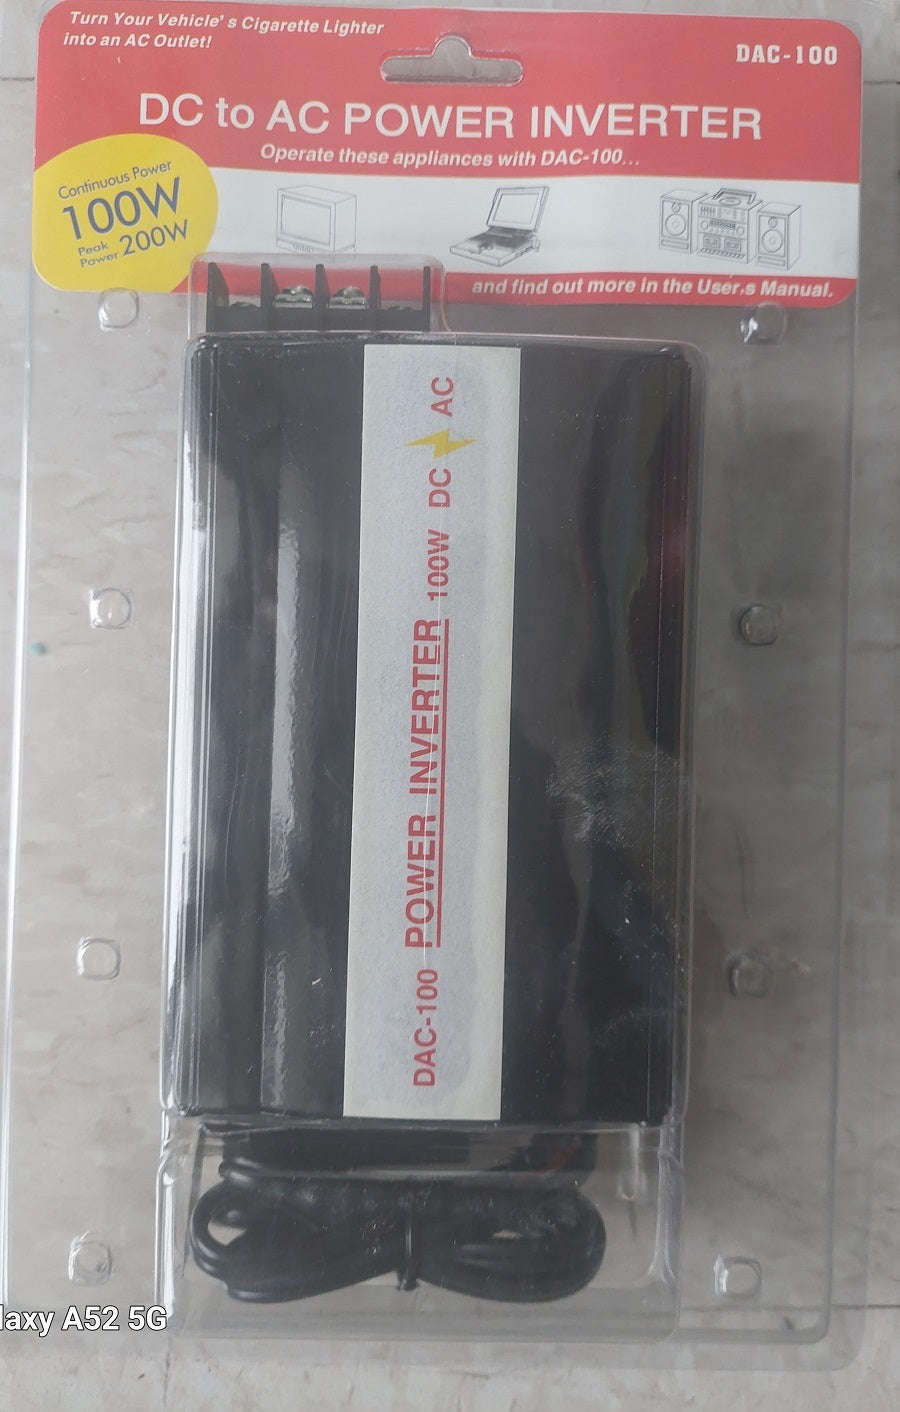 Turn Your Vehicle's Cigarette Lighter
into an AC Outlet!
DAC-100
DC to AC POWER INVERTER
Operate these appliances with DAC-100...
Continuous Power
100W
Peak
Power 200W
and find out more in the User,s Manual.
DAC-100 POWER INVERTER 100W DC AC
laxy A52 5G